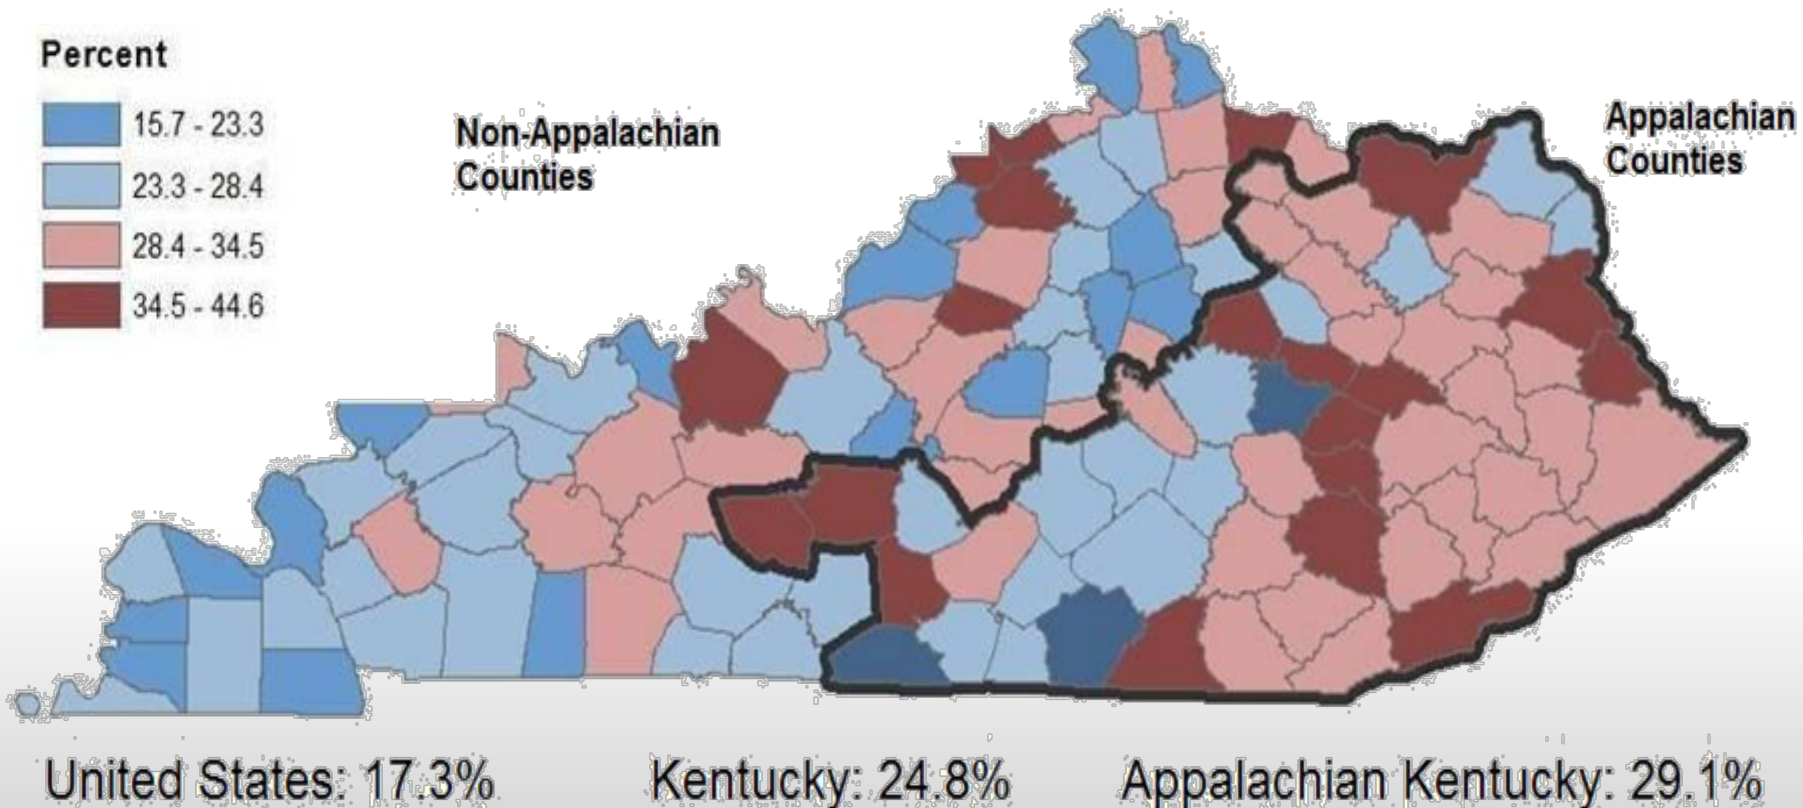 Percent
15.7 - 23.3
23.3 - 28.4
28.4 - 34.5
34.5 - 44.6
Non-Appalachian
Counties
Appalachian
Counties
United States: 17.3%
Kentucky: 24.8%
Appalachian Kentucky: 29.1%